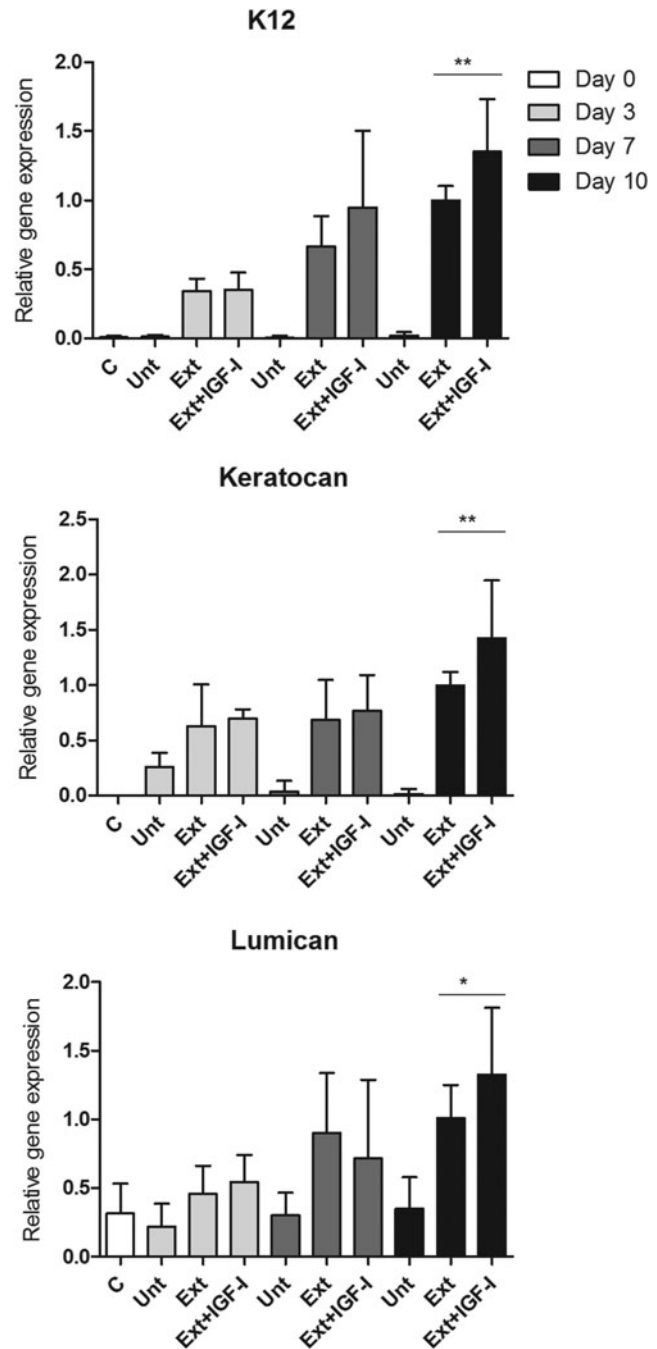 K12
Relative gene expression
2.0
1.5
1.0
0.5
0.0
**
Day 0
Day 3
Day 7
Day 10
C
Unt
Ext
Ext+IGF-I
Unt
Ext
Ext+IGF-I
Unt
Ext
Ext+IGF-I
Keratocan
Relative gene expression
2.5
2.0
1.5
1.0
0.5
0.0
**
C
Unt
Ext
Ext+IGF-I
Unt
Ext
Ext+IGF-I
Unt
Ext
Ext+IGF-I
Lumican
Relative gene expression
2.0
1.5
1.0
0.5
0.0
*
C
Unt
Ext
Ext+IGF-I
Unt
Ext
Ext+IGF-I
Unt
Ext
Ext+IGF-I